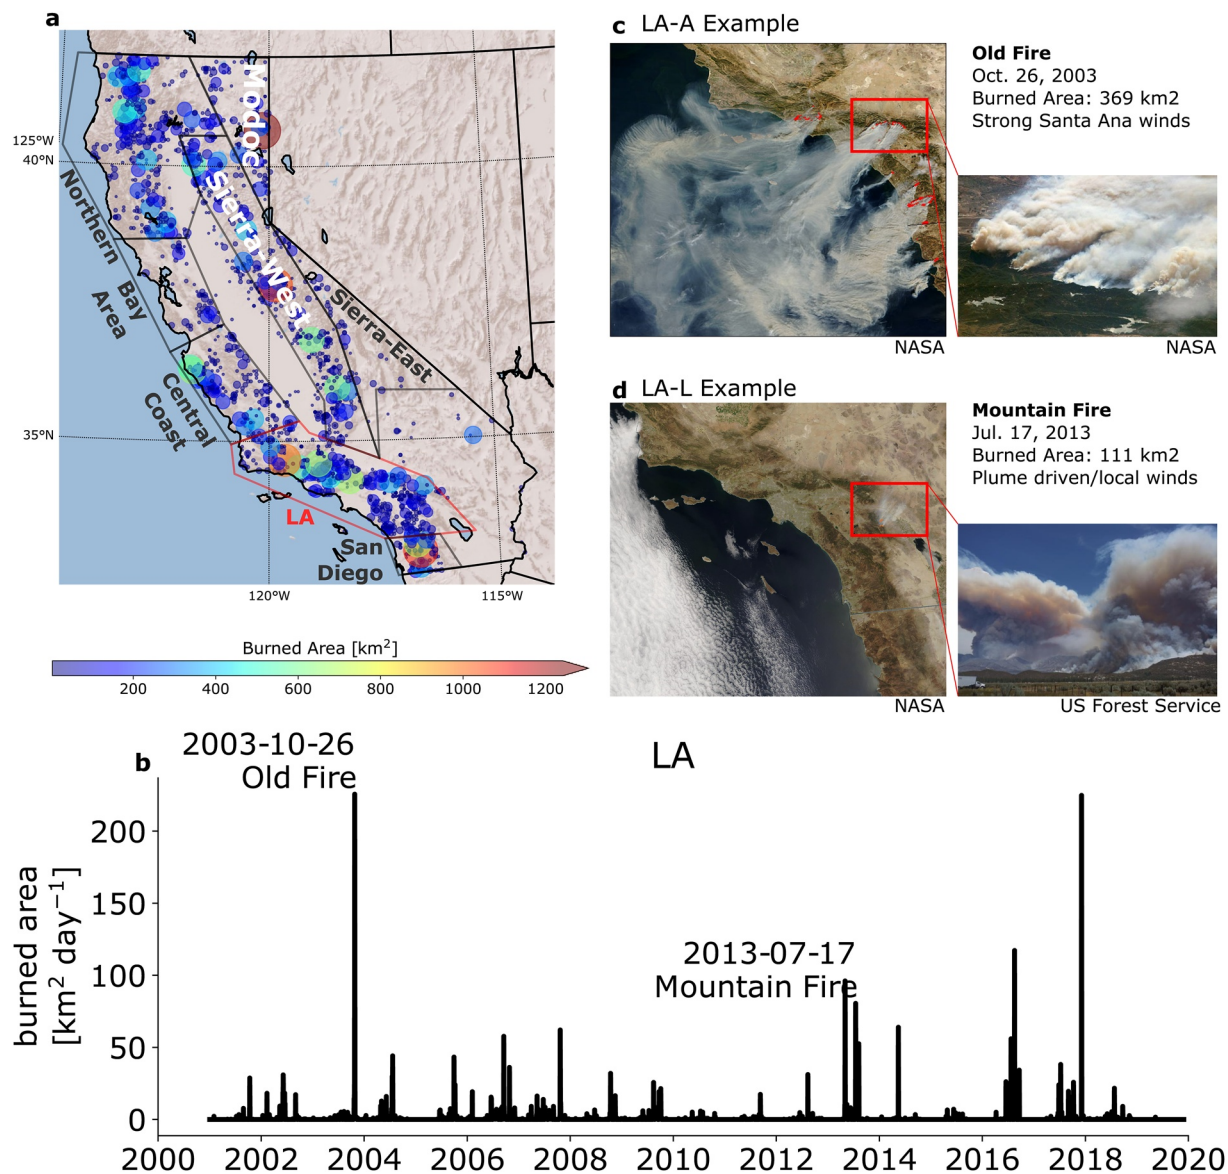 a
Modoc
125°W
40°N
Northern
Sierra-West
Bay
Area
Sierra-East
Central
Coast
35°N
LA
San
Diego
120°W
115°W
Burned Area [km²]
200
400
600
800
1000
1200
c LA-A Example
NASA
Old Fire
Oct. 26, 2003
Burned Area: 369 km2
Strong Santa Ana winds
NASA
d LA-L Example
NASA
Mountain Fire
Jul. 17, 2013
Burned Area: 111 km2
Plume driven/local winds
US Forest Service
b
LA
2003-10-26
Old Fire
2013-07-17
Mountain Fire
burned area
[km² day⁻¹]
200
150
100
50
0
2000 2002 2004 2006 2008 2010 2012 2014 2016 2018 2020